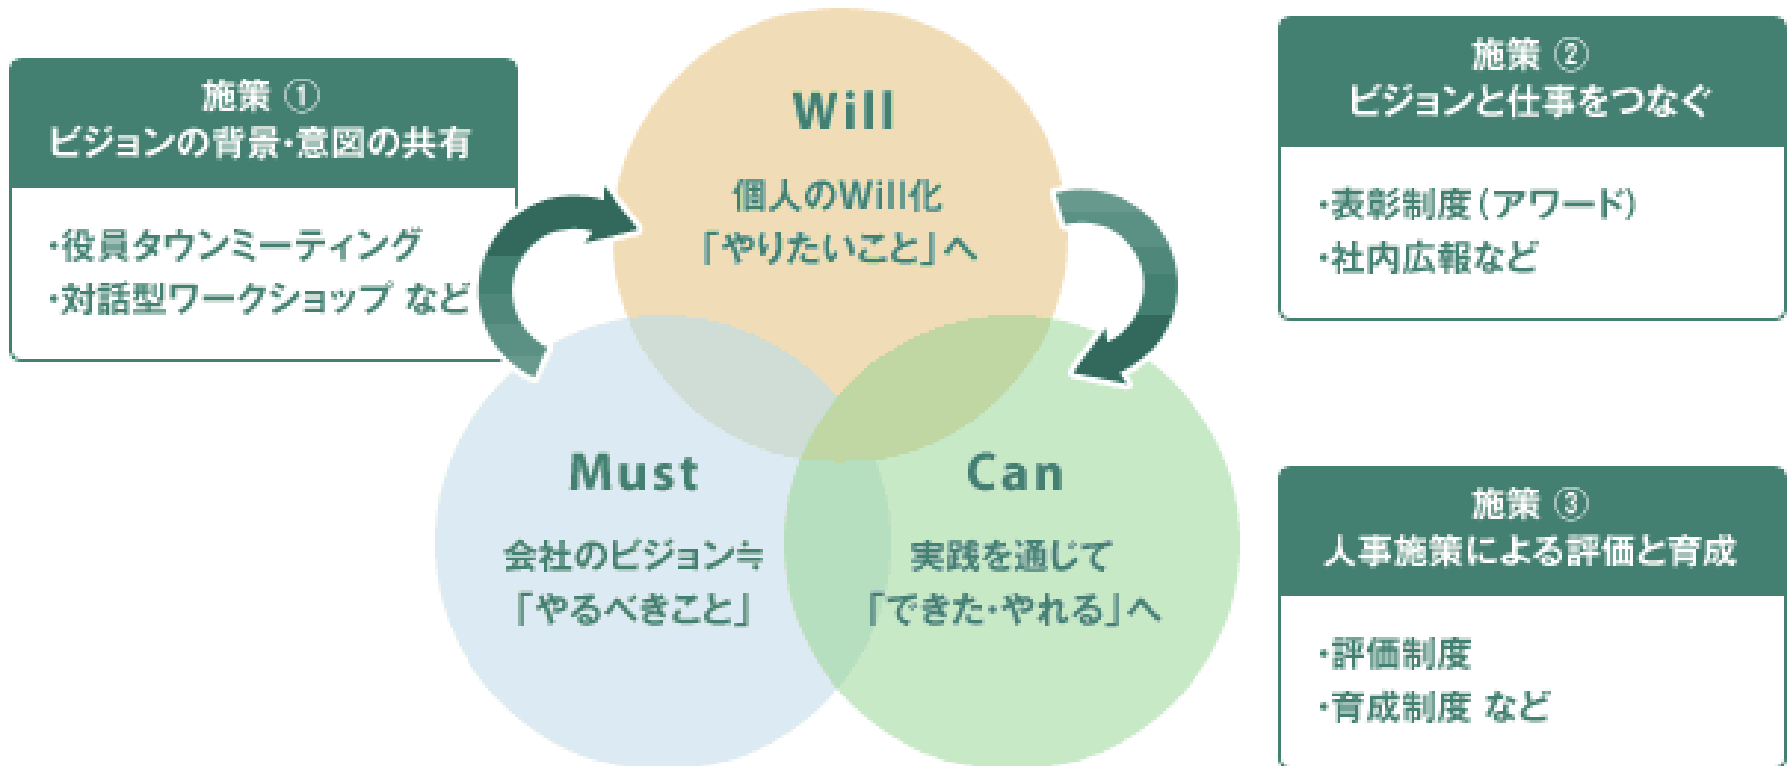 施策 ①
ビジョンの背景・意図の共有
・役員タウンミーティング
・対話型ワークショップ など
Will
個人のWill化
「やりたいこと」へ
Must
会社のビジョン≒
「やるべきこと」
Can
実践を通じて
「できた・やれる」へ
施策 ②
ビジョンと仕事をつなぐ
・表彰制度(アワード)
・社内広報など
施策 ③
人事施策による評価と育成
・評価制度
・育成制度 など